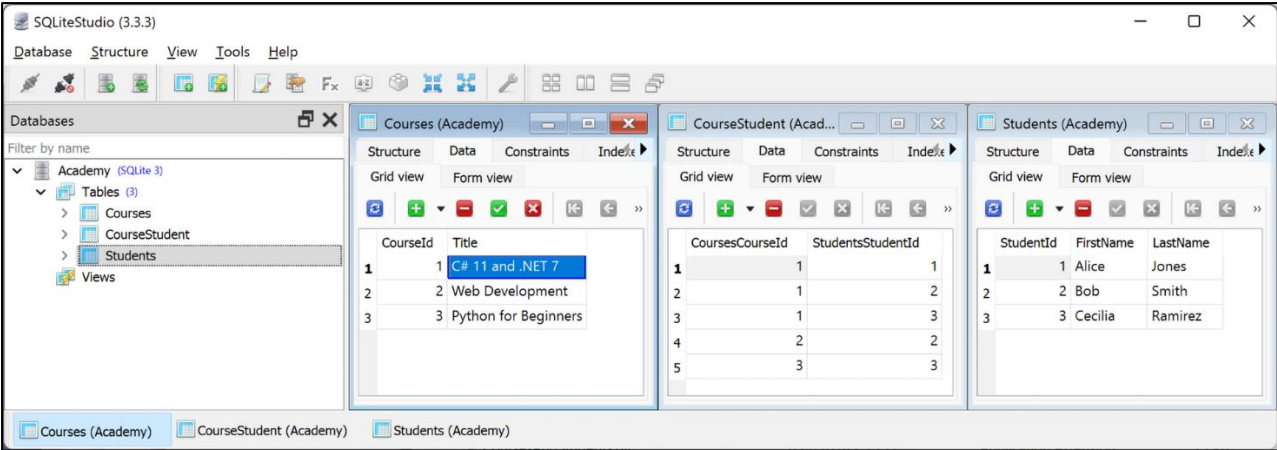 SQLiteStudio (3.3.3)
Database Structure View Tools Help
Databases
Filter by name
Academy (SQLite 3)
Tables (3)
Courses
CourseStudent
Students
Views
Courses (Academy)
Structure Data Constraints
Grid view Form view
CourseId Title
1 1 C# 11 and .NET 7
2 2 Web Development
3 3 Python for Beginners
CourseStudent (Acad...
Structure Data Constraints
Grid view Form view
CoursesCourseId StudentsStudentId
1 1 1
2 1 2
3 1 3
4 2 2
5 3 3
Students (Academy)
Structure Data Constraints
Grid view Form view
StudentId FirstName LastName
1 1 Alice Jones
2 2 Bob Smith
3 3 Cecilia Ramirez
Courses (Academy) CourseStudent (Academy) Students (Academy)